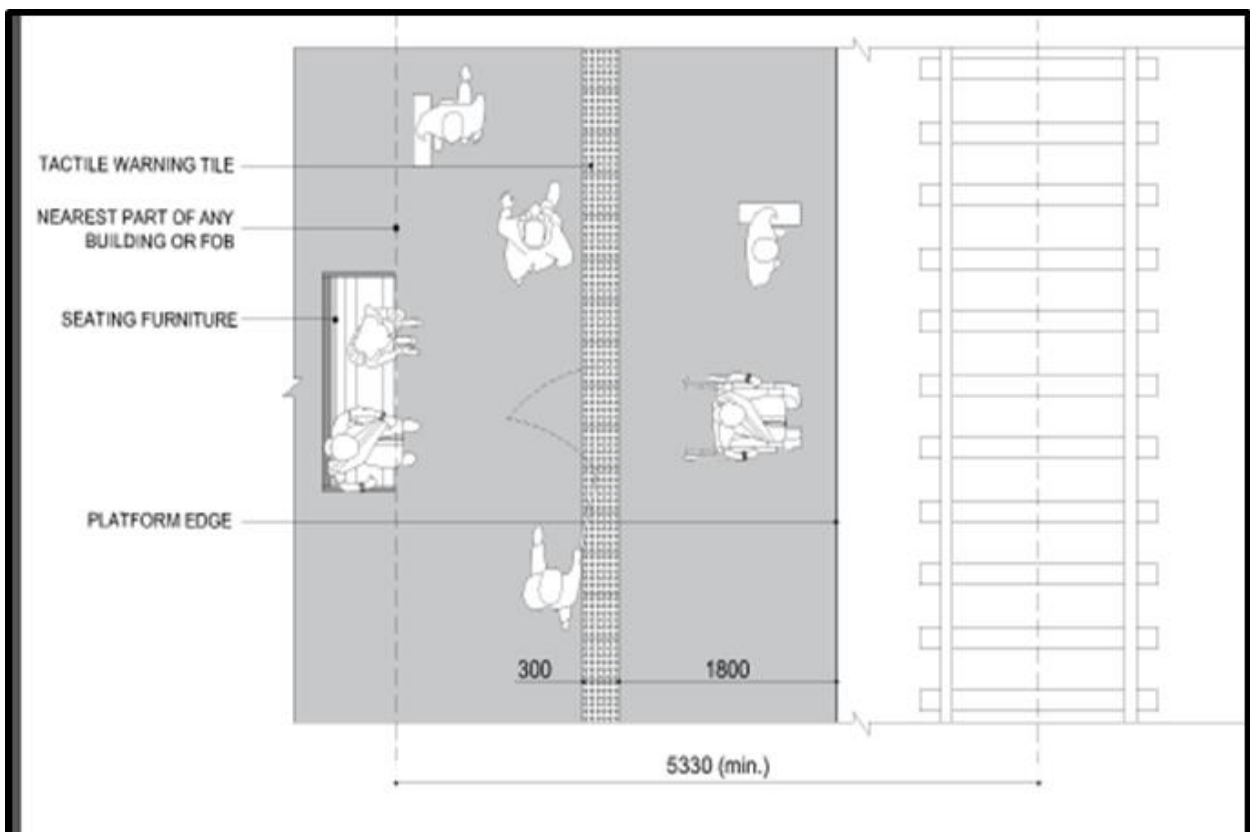 TACTILE WARNING TILE
NEAREST PART OF ANY
BUILDING OR FOB
SEATING FURNITURE
PLATFORM EDGE
300
1800
5330 (min.)